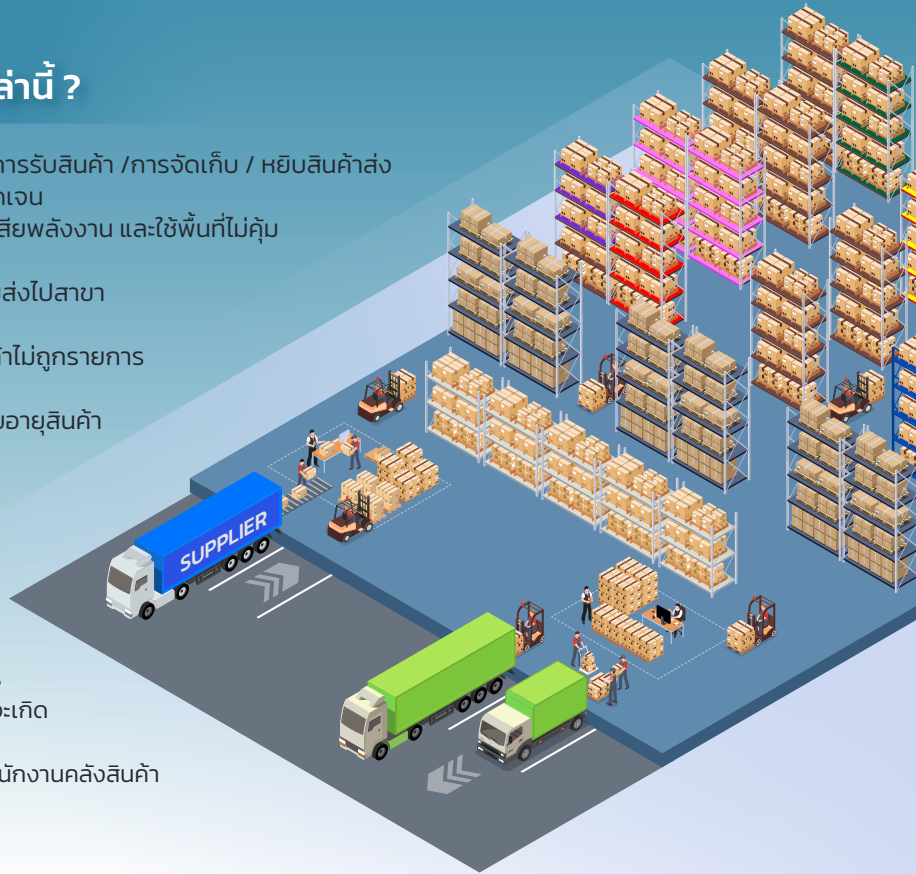 ล่านี้ ?
การรับสินค้า /การจัดเก็บ / หยิบสินค้าส่ง
าเจน
สียพลังงาน และใช้พื้นที่ไม่คุ้ม
ส่งไปสาขา
้าไม่ถูกรายการ
อายุสินค้า
SUPPLIER
ะเกิด
นักงานคลังสินค้า